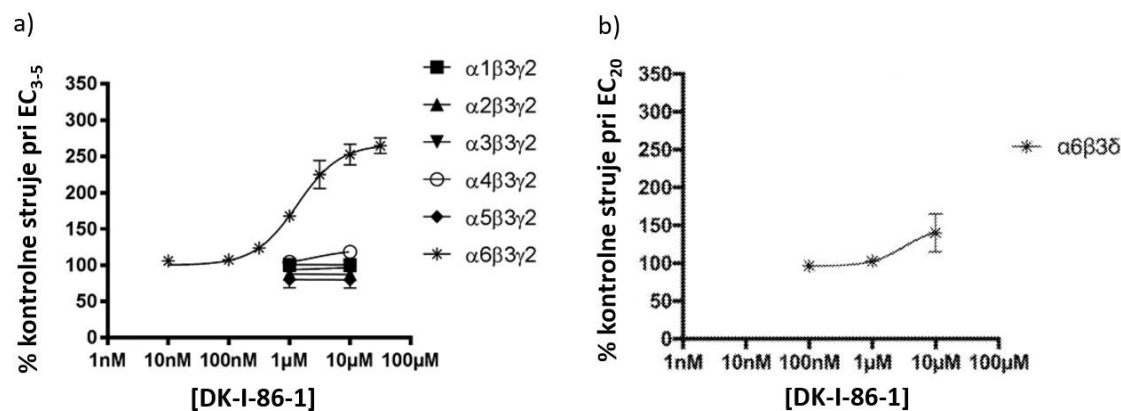 a)
% kontrolne struje pri EC3-5
350
300
250
200
150
100
50
0
1nM 10nM 100nM 1µM 10µM 100µM
[DK-I-86-1]
α1β3γ2
α2β3γ2
α3β3γ2
α4β3γ2
α5β3γ2
α6β3γ2
b)
% kontrolne struje pri EC20
350
300
250
200
150
100
50
0
1nM 10nM 100nM 1µM 10µM 100µM
[DK-I-86-1]
α6β3δ